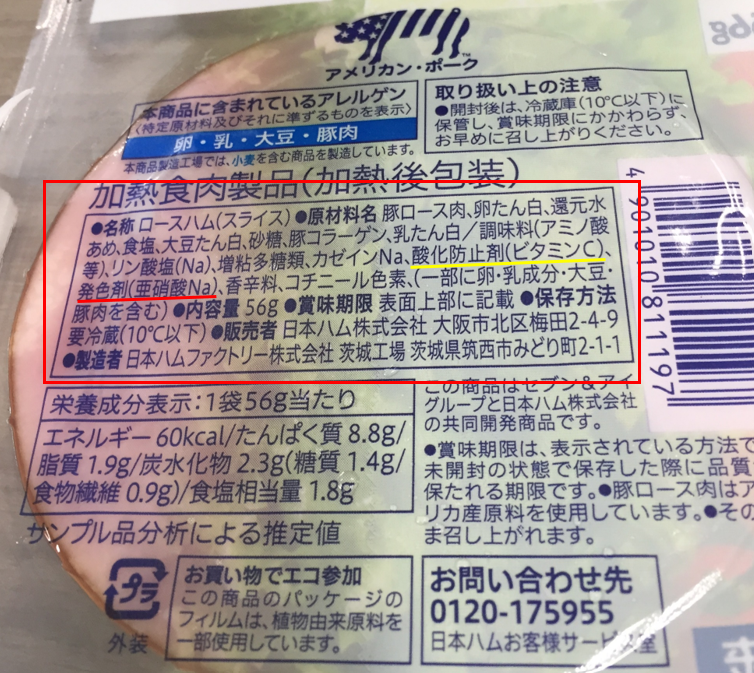 アメリカン・ポーク
本商品に含まれているアレルゲン
〈特定原材料及びそれに準ずるものを表示〉
卵・乳・大豆・豚肉
本商品製造工場では、小麦を含む商品を製造しています。
取り扱い上の注意
●開封後は、冷蔵庫(10℃以下)に
保管し、賞味期限にかかわらず、
お早めに召し上がりください。
加熱食肉製品(加熱後包装)
●名称 ロースハム(スライス) ●原材料名 豚ロース肉、卵たん白、還元水
あめ、食塩、大豆たん白、砂糖、豚コラーゲン、乳たん白/調味料(アミノ酸
等)、リン酸塩(Na)、増粘多糖類、カゼインNa、酸化防止剤(ビタミンC)、
発色剤(亜硝酸Na)、香辛料、コチニール色素、(一部に卵・乳成分・大豆・
豚肉を含む) ●内容量 56g ●賞味期限 表面上部に記載 ●保存方法
要冷蔵(10℃以下) ●販売者 日本ハム株式会社 大阪市北区梅田2-4-9
●製造者 日本ハムファクトリー株式会社 茨城工場 茨城県筑西市みどり町2-1-1
4 901010 811197
栄養成分表示:1袋56g当たり
エネルギー 60kcal/たんぱく質 8.8g/
脂質 1.9g/炭水化物 2.3g(糖質 1.4g/
食物繊維 0.9g)/食塩相当量 1.8g
サンプル品分析による推定値
この商品はセブン&アイ
グループと日本ハム株式会社
の共同開発商品です。
●賞味期限は、表示されている方法で
未開封の状態で保存した際に品質
保たれる期限です。●豚ロース肉はア
リカ産原料を使用しています。●その
ま召し上がれます。
プラ
外装
お買い物でエコ参加
この商品のパッケージの
フィルムは、植物由来原料を
一部使用しています。
お問い合わせ先
0120-175955
日本ハムお客様サービス室